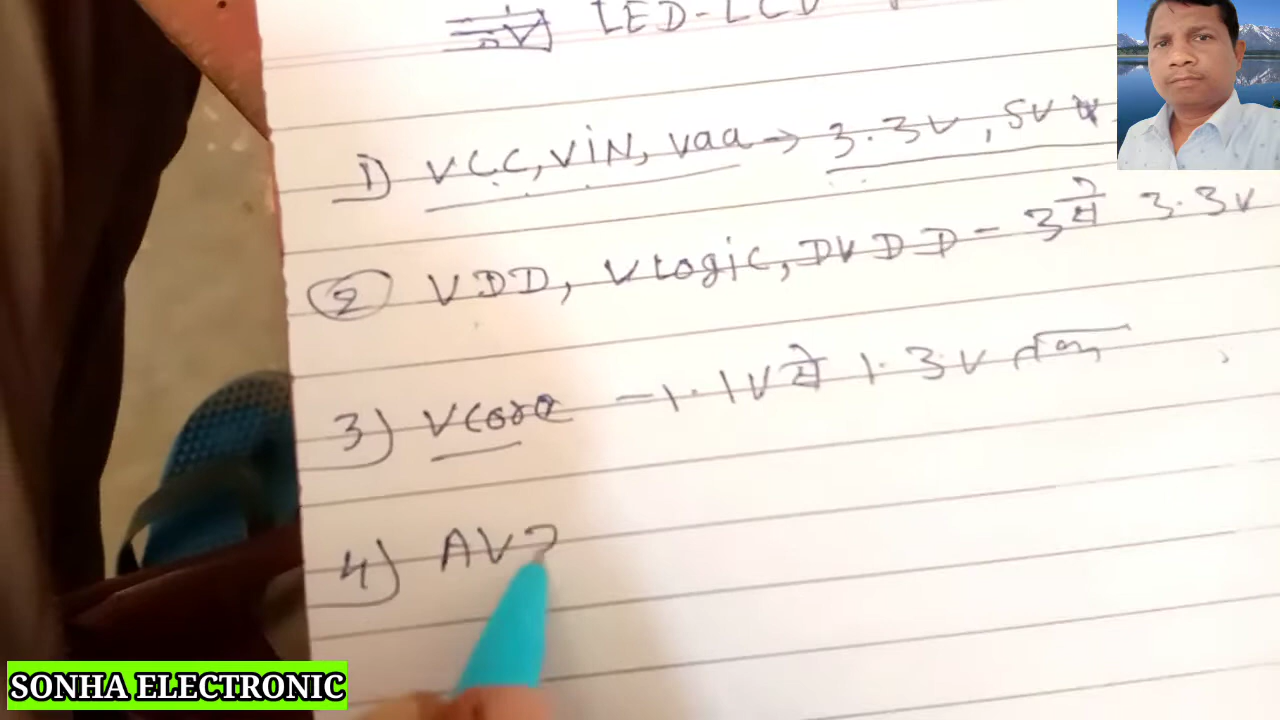 LED-LCD
1) VCC, VIN, Vaa → 3.3V, 5V
2 VDD, VLogic, DVDD - 3 से 3.3V
3) Vcore - 1.1V से 1.3V तक
4) AV
SONHA ELECTRONIC